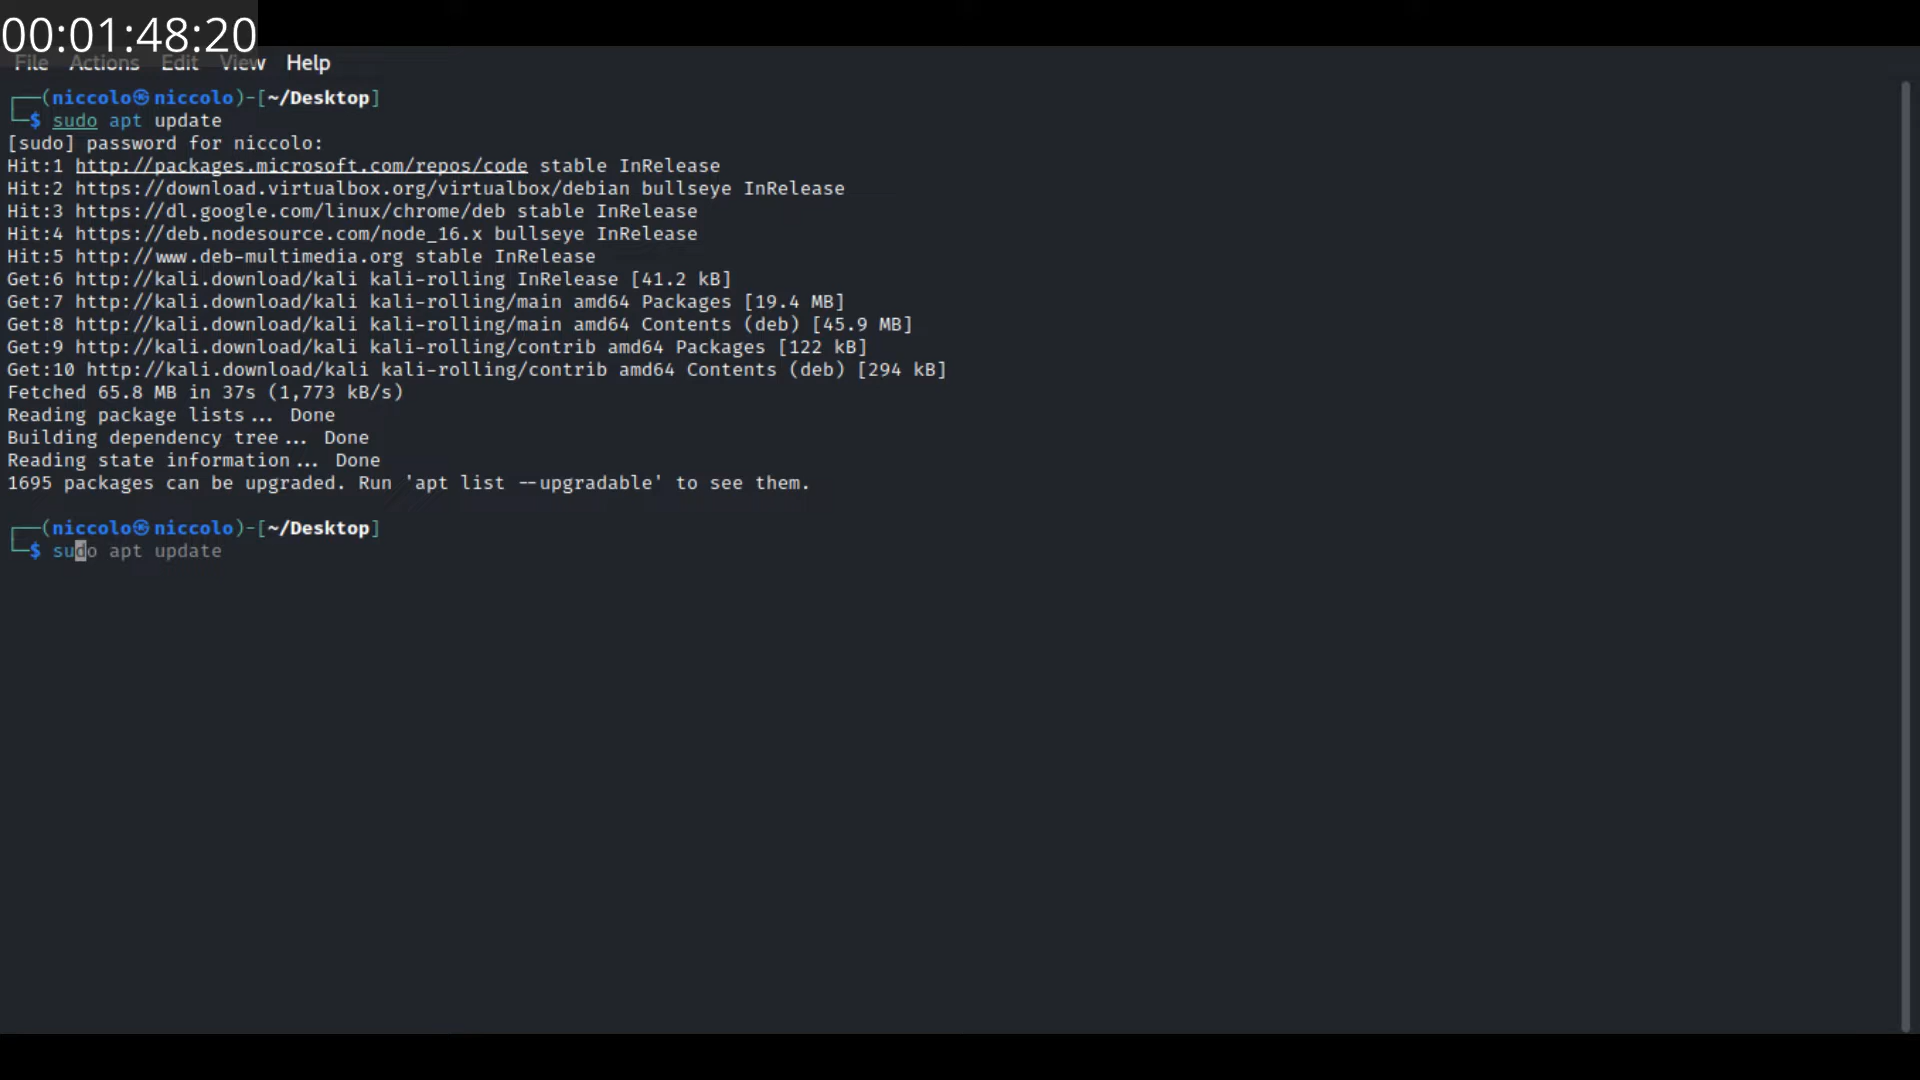 00:01:48:20
File Actions Edit View Help
┌──(niccolo㉿niccolo)-[~/Desktop]
└─$ sudo apt update
[sudo] password for niccolo:
Hit:1 http://packages.microsoft.com/repos/code stable InRelease
Hit:2 https://download.virtualbox.org/virtualbox/debian bullseye InRelease
Hit:3 https://dl.google.com/linux/chrome/deb stable InRelease
Hit:4 https://deb.nodesource.com/node_16.x bullseye InRelease
Hit:5 http://www.deb-multimedia.org stable InRelease
Get:6 http://kali.download/kali kali-rolling InRelease [41.2 kB]
Get:7 http://kali.download/kali kali-rolling/main amd64 Packages [19.4 MB]
Get:8 http://kali.download/kali kali-rolling/main amd64 Contents (deb) [45.9 MB]
Get:9 http://kali.download/kali kali-rolling/contrib amd64 Packages [122 kB]
Get:10 http://kali.download/kali kali-rolling/contrib amd64 Contents (deb) [294 kB]
Fetched 65.8 MB in 37s (1,773 kB/s)
Reading package lists... Done
Building dependency tree... Done
Reading state information... Done
1695 packages can be upgraded. Run 'apt list --upgradable' to see them.
┌──(niccolo㉿niccolo)-[~/Desktop]
└─$ sudo apt update